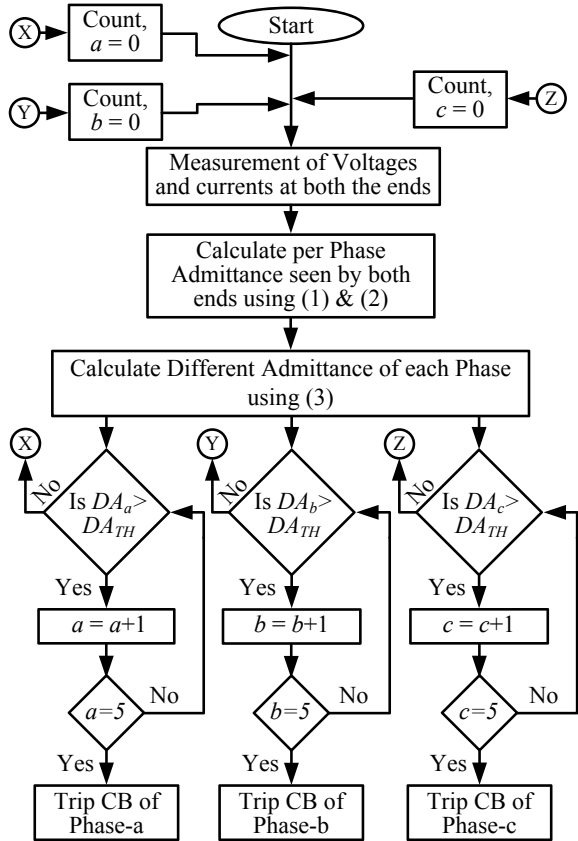 X
Count,
a = 0
Start
Y
Count,
b = 0
Count,
c = 0
Z
Measurement of Voltages
and currents at both the ends
Calculate per Phase
Admittance seen by both
ends using (1) & (2)
Calculate Different Admittance of each Phase
using (3)
X
No
Is DAa>
DATH
Yes
a = a+1
a=5
No
Yes
Trip CB of
Phase-a
Y
No
Is DAb>
DATH
Yes
b = b+1
b=5
No
Yes
Trip CB of
Phase-b
Z
No
Is DAc>
DATH
Yes
c = c+1
c=5
No
Yes
Trip CB of
Phase-c